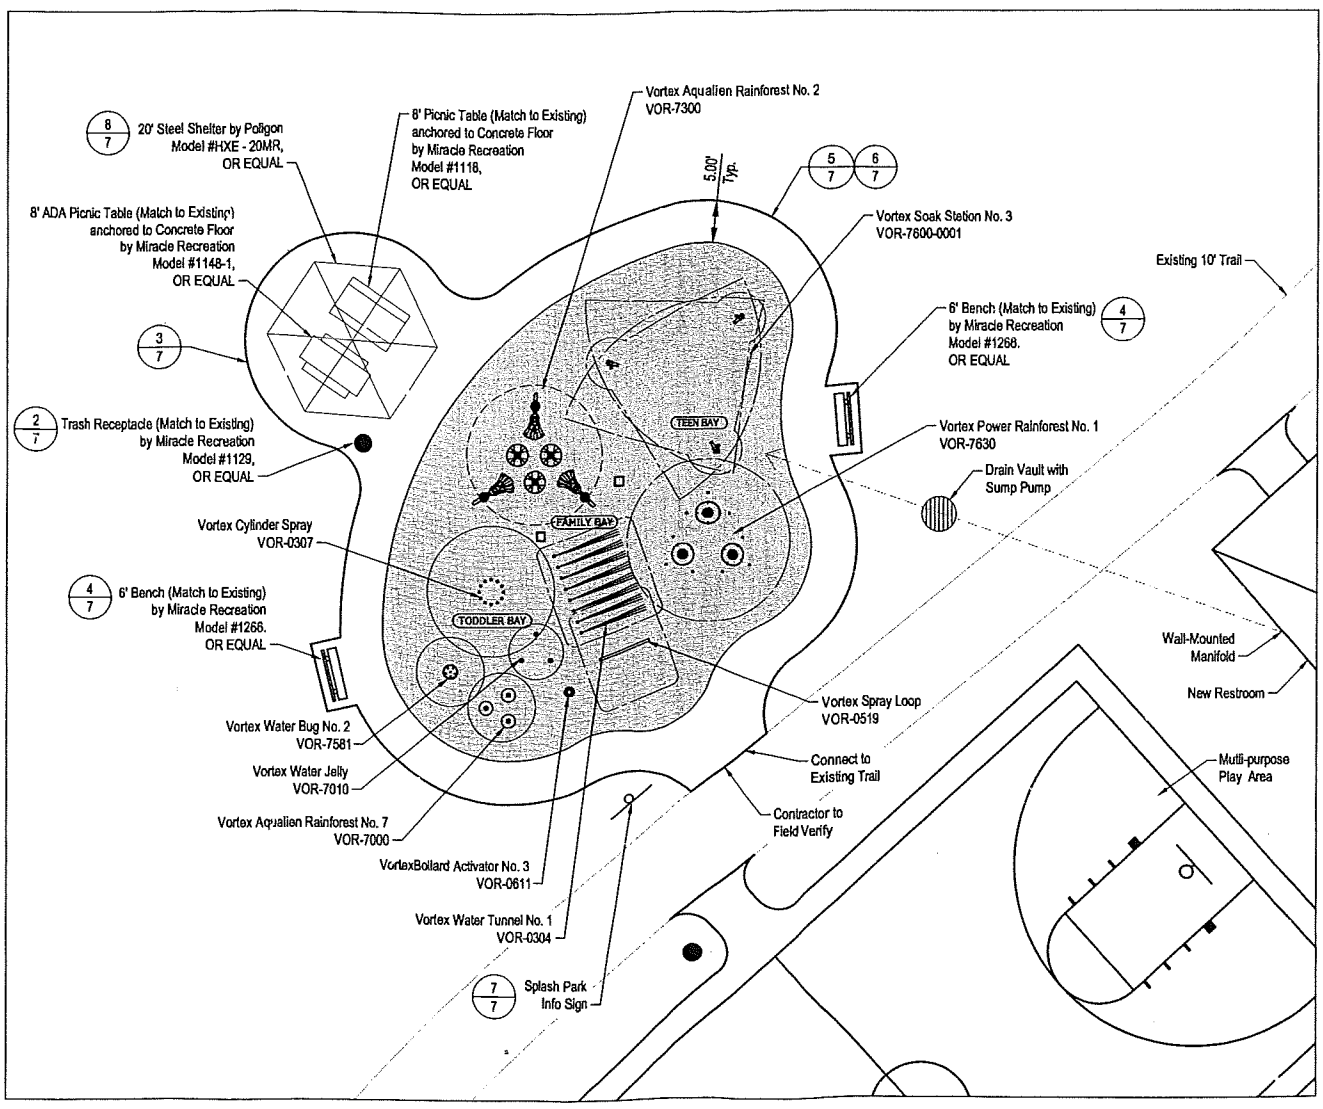 Vortex Aqualien Rainforest No. 2
VOR-7300
8
7
20' Steel Shelter by Poligon
Model #HXE - 20MR,
OR EQUAL
8' Picnic Table (Match to Existing)
anchored to Concrete Floor
by Miracle Recreation
Model #1118,
OR EQUAL
5.00'
Typ.
5
7
6
7
8' ADA Picnic Table (Match to Existing)
anchored to Concrete Floor
by Miracle Recreation
Model #1148-1,
OR EQUAL
Vortex Soak Station No. 3
VOR-7600-0001
Existing 10' Trail
6' Bench (Match to Existing)
by Miracle Recreation
Model #1268.
OR EQUAL
4
7
3
7
2
7
Trash Receptacle (Match to Existing)
by Miracle Recreation
Model #1129,
OR EQUAL
TEEN BAY
Vortex Power Rainforest No. 1
VOR-7630
Drain Vault with
Sump Pump
Vortex Cylinder Spray
VOR-0307
FAMILY BAY
4
7
6' Bench (Match to Existing)
by Miracle Recreation
Model #1266.
OR EQUAL
TODDLER BAY
Wall-Mounted
Manifold
New Restroom
Vortex Spray Loop
VOR-0519
Vortex Water Bug No. 2
VOR-7581
Connect to
Existing Trail
Mutli-purpose
Play Area
Vortex Water Jelly
VOR-7010
Contractor to
Field Verify
Vortex Aqualien Rainforest No. 7
VOR-7000
VortexBollard Activator No. 3
VOR-0611
Vortex Water Tunnel No. 1
VOR-0304
7
7
Splash Park
Info Sign